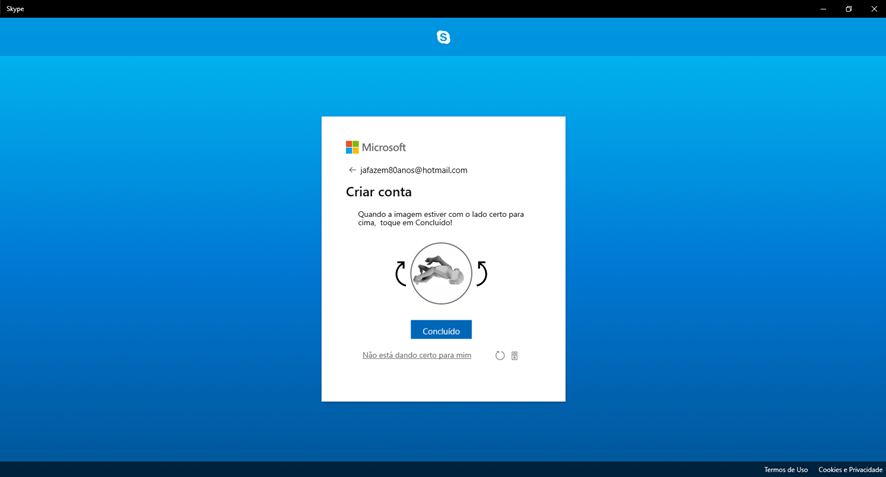 Skype
Microsoft
jafazem80anos@hotmail.com
Criar conta
Quando a imagem estiver com o lado certo para
cima, toque em Concluído!
Concluído
Não está dando certo para mim
Termos de Uso Cookies e Privacidade